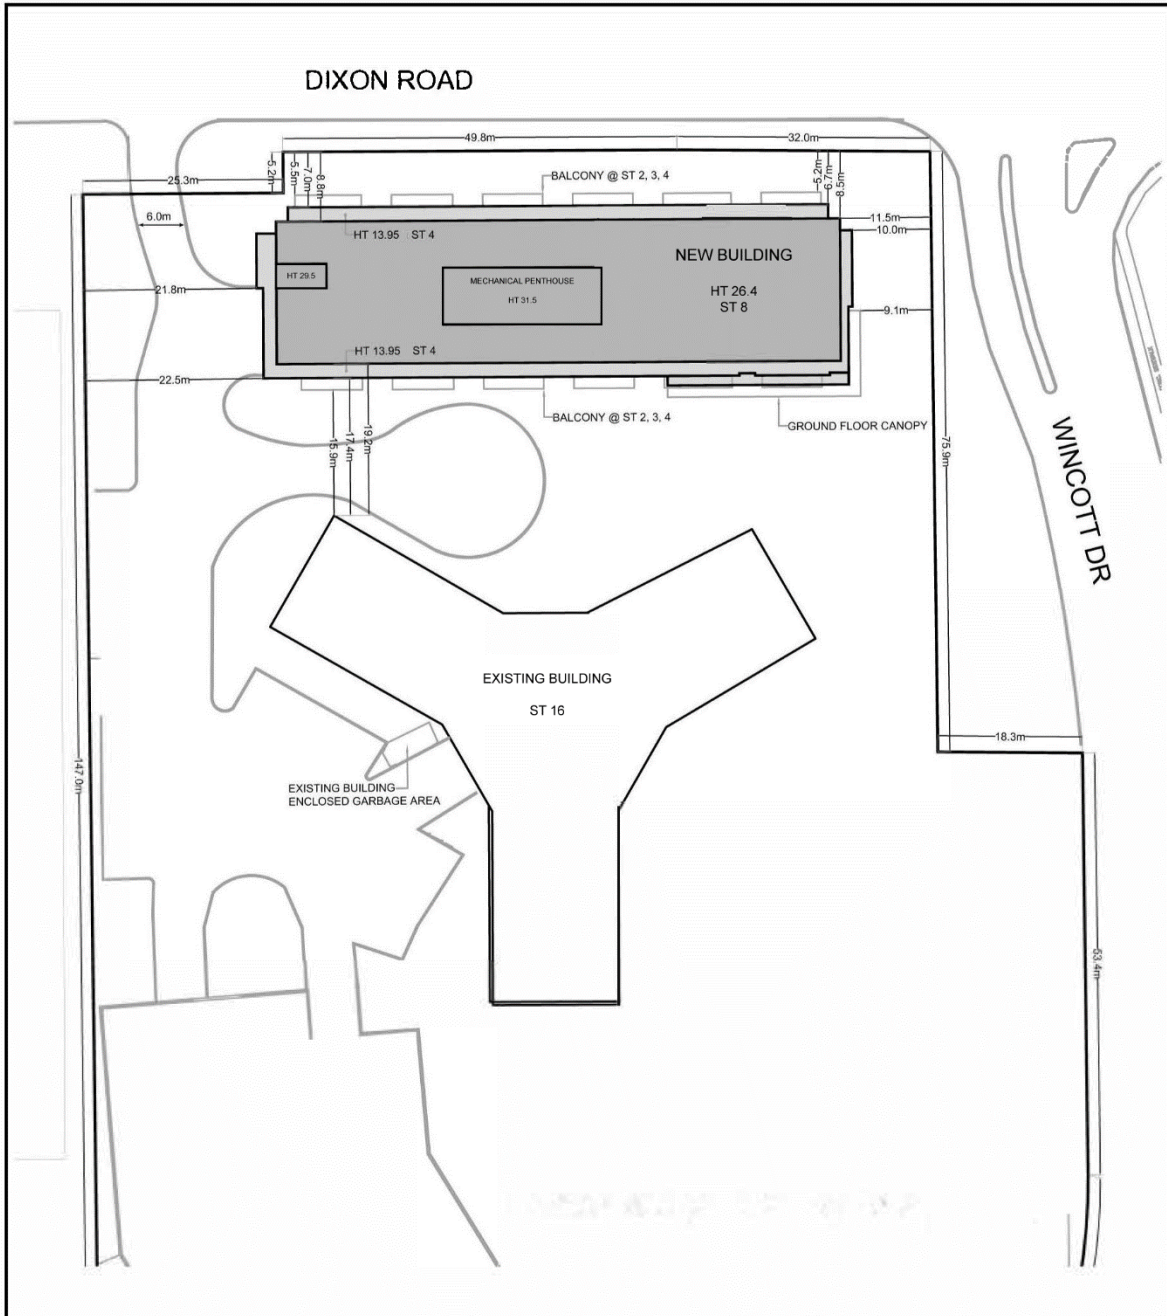 DIXON ROAD
49.8m
32.0m
5.2m
5.5m
7.0m
8.8m
5.2m
6.7m
8.5m
25.3m
BALCONY @ ST 2, 3, 4
6.0m
11.5m
10.0m
HT 13.95 ST 4
NEW BUILDING
HT 29.5
MECHANICAL PENTHOUSE
HT 31.5
HT 26.4
ST 8
21.8m
9.1m
HT 13.95 ST 4
22.5m
BALCONY @ ST 2, 3, 4
GROUND FLOOR CANOPY
15.9m
17.4m
19.2m
75.9m
WINCOTT DR
EXISTING BUILDING
ST 16
18.3m
147.0m
EXISTING BUILDING
ENCLOSED GARBAGE AREA
53.4m